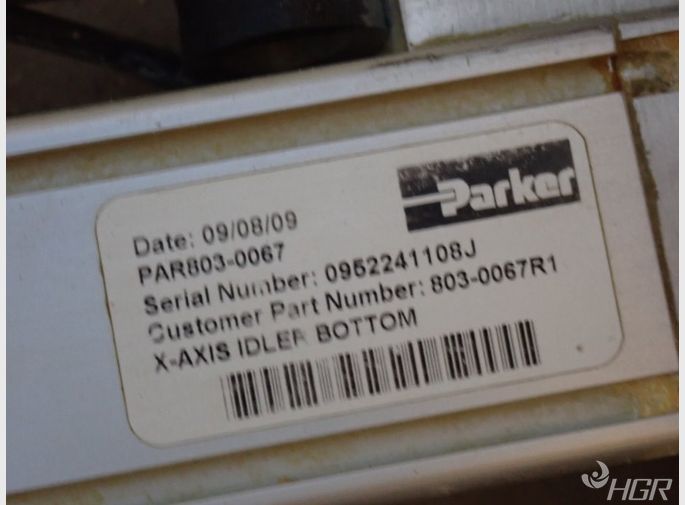 Parker
Date: 09/08/09
PAR803-0067
Serial Number: 0952241108J
Customer Part Number: 803-0067R1
X-AXIS IDLER BOTTOM
HGR